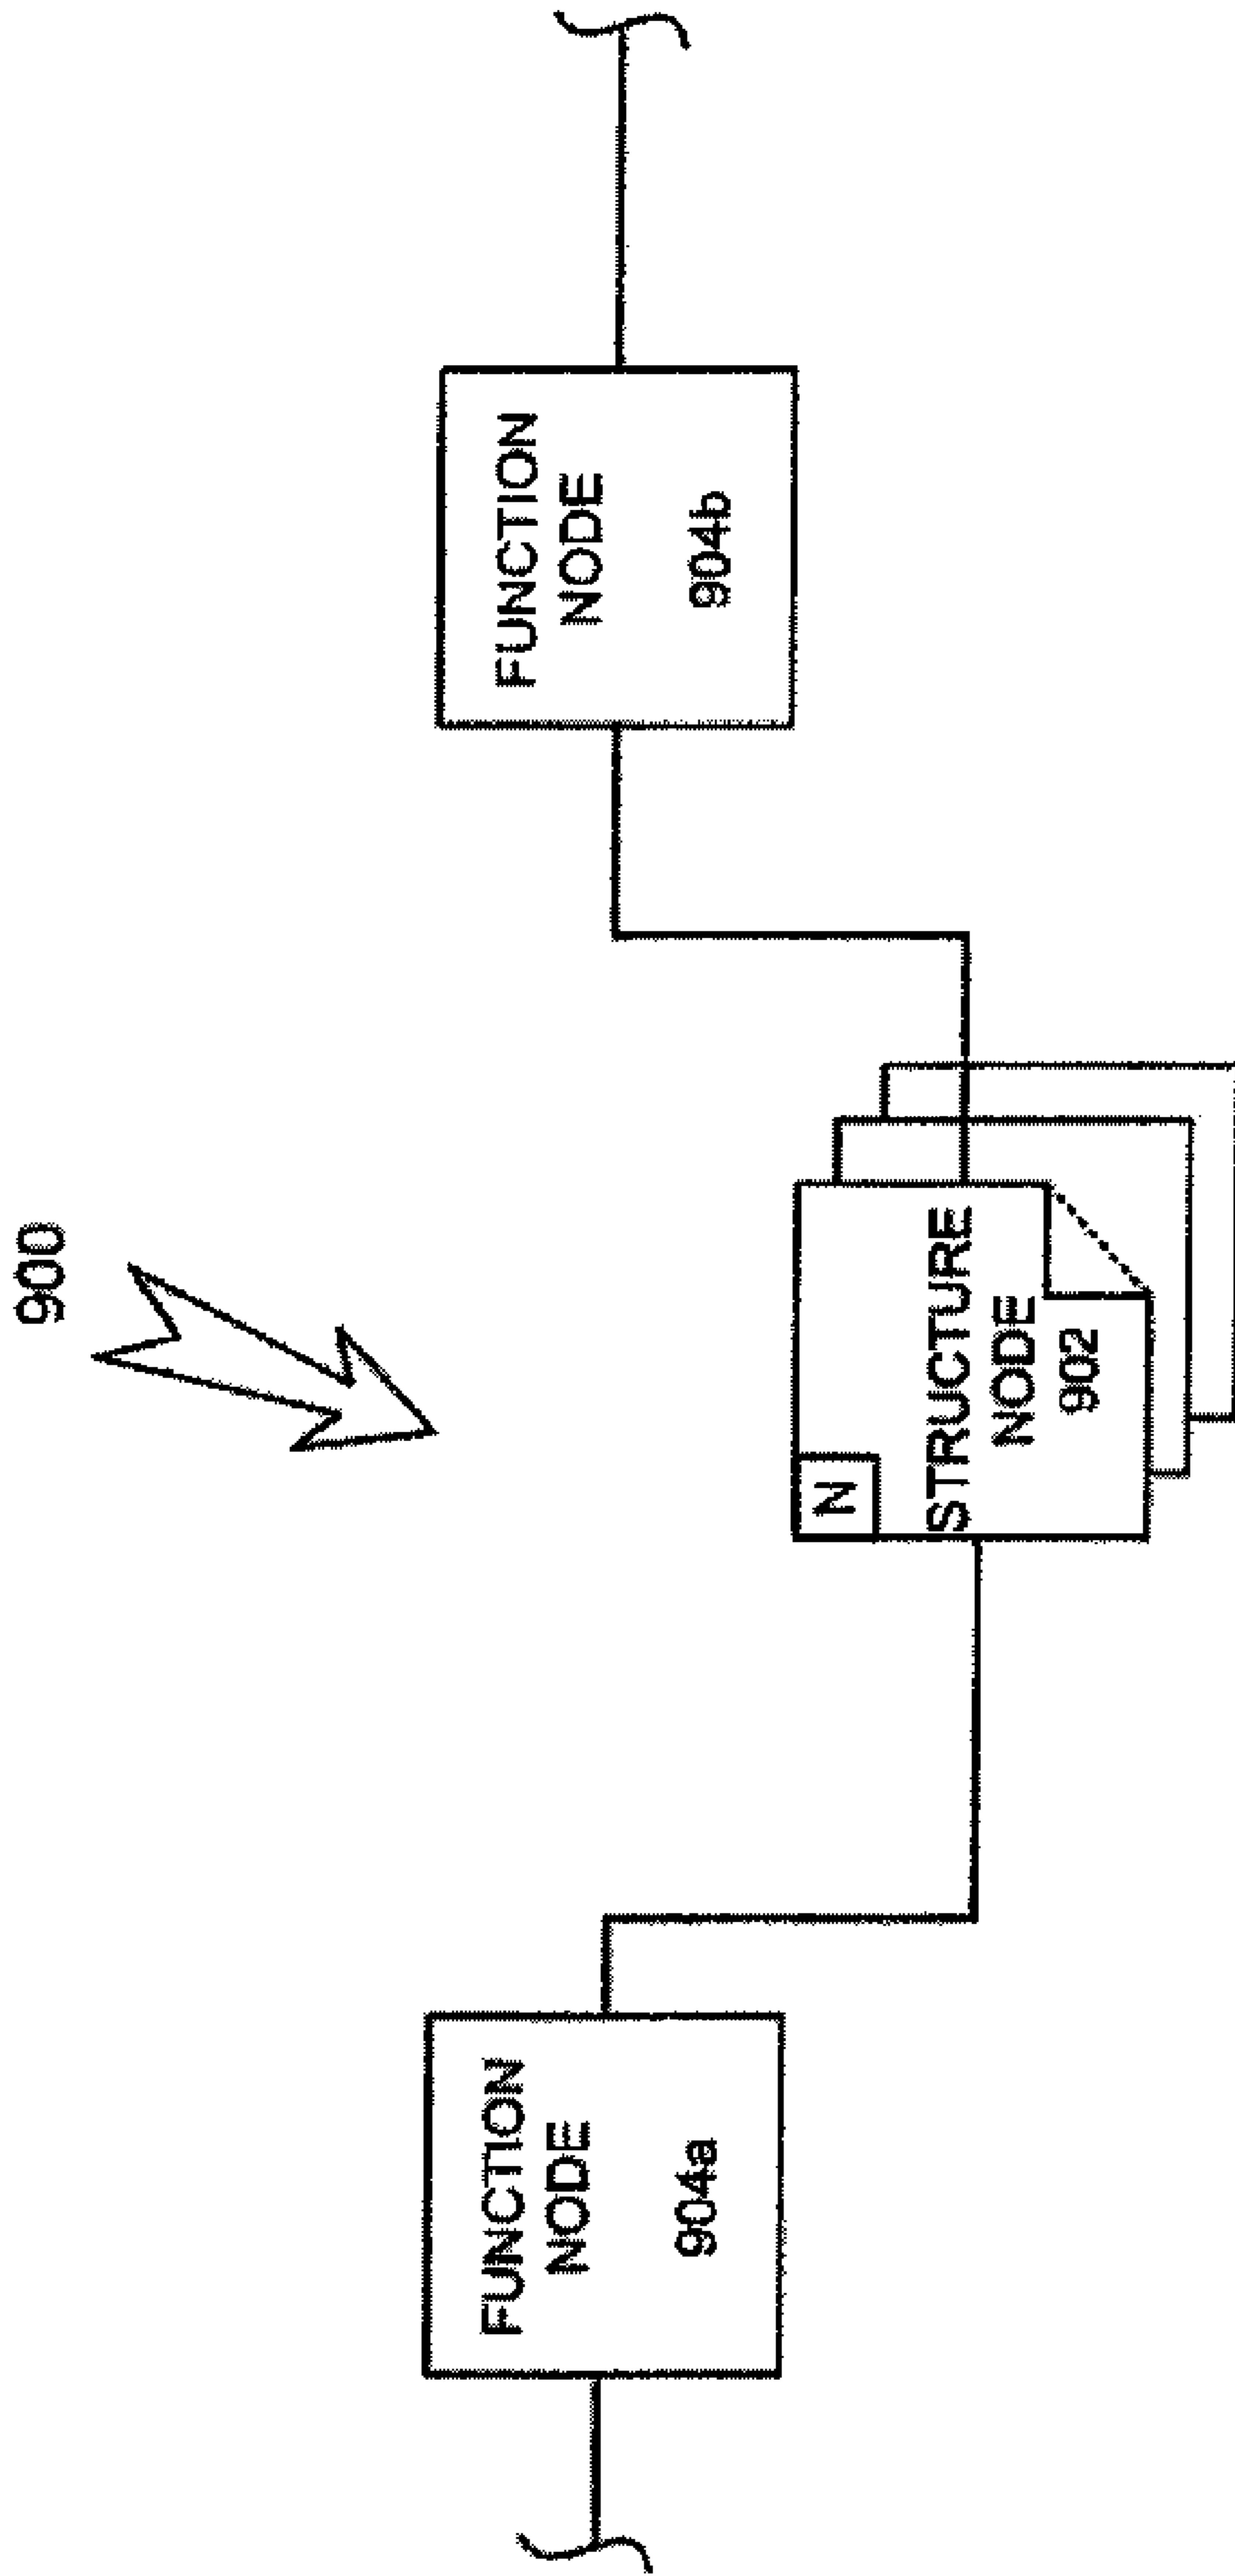 900
FUNCTION
NODE
904a
N
STRUCTURE
NODE
902
FUNCTION
NODE
904b